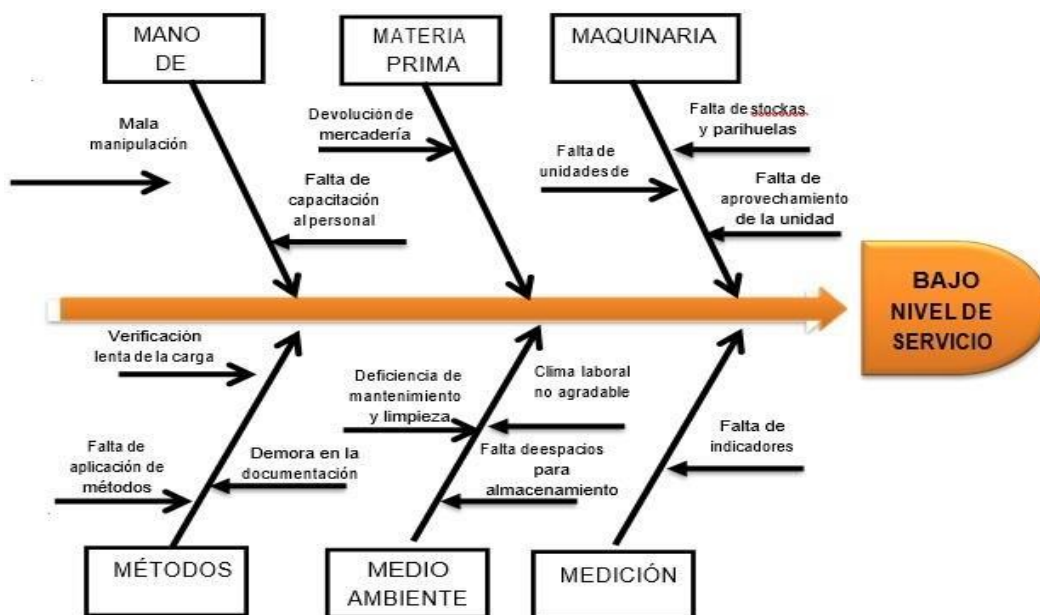 MANO
DE
MATERIA
PRIMA
MAQUINARIA
Mala
manipulación
Falta de
capacitación
al personal
Devolución de
mercadería
Falta de stockas
y parihuelas
Falta de
unidades de
Falta de
aprovechamiento
de la unidad
BAJO
NIVEL DE
SERVICIO
Verificación
lenta de la carga
Falta de
aplicación de
métodos
Demora en la
documentación
Deficiencia de
mantenimiento
y limpieza
Clima laboral
no agradable
Falta de espacios
para
almacenamiento
Falta de
indicadores
MÉTODOS
MEDIO
AMBIENTE
MEDICIÓN